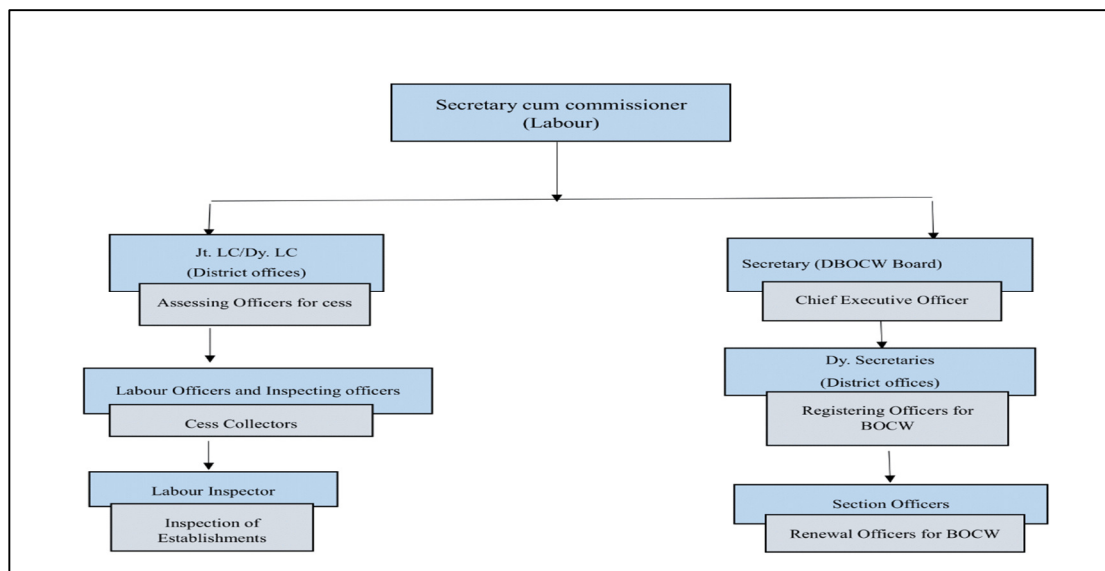 Secretary cum commissioner
(Labour)
Jt. LC/Dy. LC
(District offices)
Assessing Officers for cess
Labour Officers and Inspecting officers
Cess Collectors
Labour Inspector
Inspection of
Establishments
Secretary (DBOCW Board)
Chief Executive Officer
Dy. Secretaries
(District offices)
Registering Officers for
BOCW
Section Officers
Renewal Officers for BOCW